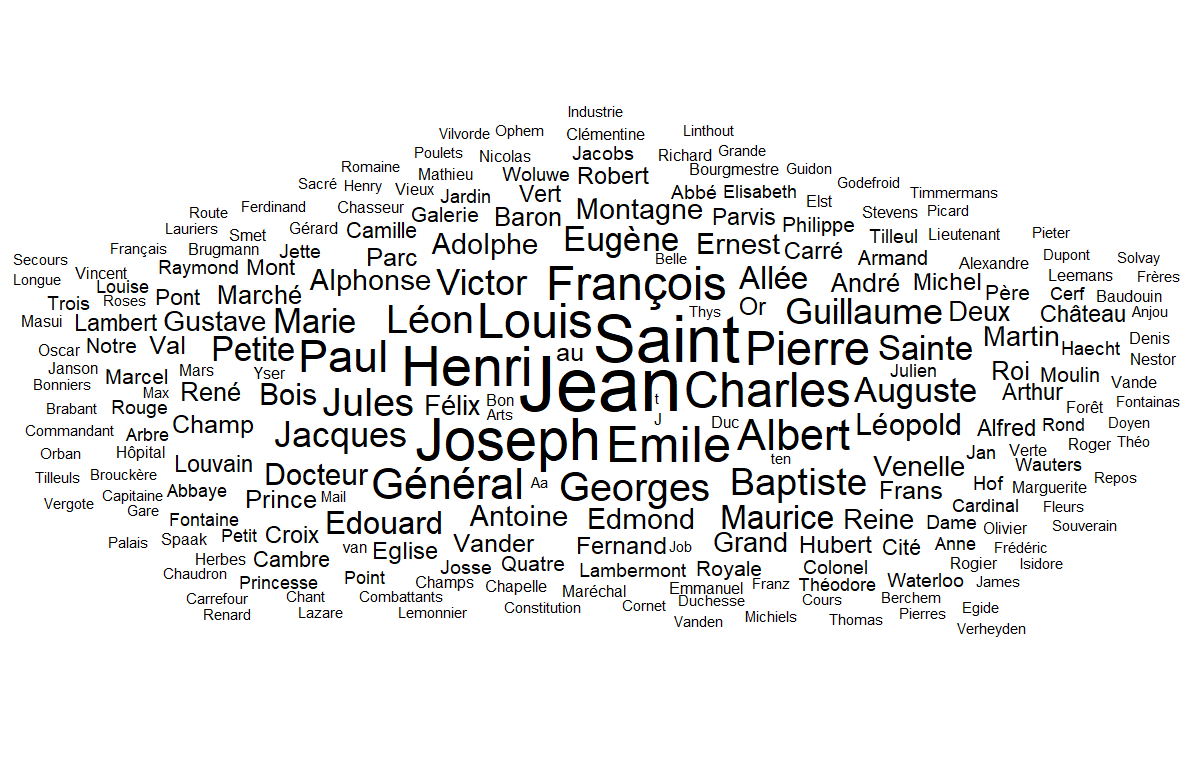 Industrie
Vilvorde Ophem Clémentine Linthout
Poulets Nicolas Jacobs Richard Grande
Romaine Mathieu Woluwe Robert Bourgmestre Guidon
Sacré Henry Vieux Jardin Vert Abbé Elisabeth Godefroid Timmermans
Route Ferdinand Chasseur Galerie Baron Montagne Parvis Philippe Elst Stevens Picard
Lauriers Smet Gérard Camille Adolphe Eugène Ernest Carré Tilleul Lieutenant Pieter
Français Brugmann Jette Parc Belle Armand Alexandre Dupont Solvay
Secours Longue Vincent Louise Raymond Mont Alphonse Victor François Allée André Michel Père Cerf Leemans Frères Baudouin
Trois Roses Pont Marché Thys Or Guillaume Deux Château Anjou
Masui Lambert Gustave Marie Léon Louis Saint Pierre Sainte Martin Haecht Denis
Oscar Notre Val Petite Paul Henri au Julien Roi Moulin Nestor
Janson Bonniers Marcel Mars Yser Jean Charles Auguste Arthur Vande Fontainas
Brabant Max Rouge René Bois Jules Félix Bon Arts t J Duc Léopold Alfred Rond Forêt Doyen
Commandant Arbre Champ Jacques Joseph Emile Albert Jan Verte Roger Théo
Orban Hôpital Louvain Docteur Général ten Venelle Wauters
Tilleuls Brouckère Abbaye Prince Mail Aa Georges Baptiste Frans Hof Marguerite Repos
Vergote Capitaine Gare Fontaine Edouard Antoine Edmond Maurice Reine Cardinal Dame Olivier Fleurs Souverain
Palais Spaak Petit Croix van Eglise Vander Fernand Job Grand Hubert Cité Anne Frédéric
Herbes Cambre Josse Quatre Lambermont Royale Colonel Rogier Isidore
Chaudron Princesse Point Champs Chapelle Maréchal Emmanuel Franz Théodore Waterloo James
Carrefour Chant Combattants Constitution Cornet Duchesse Cours Berchem Egide
Renard Lazare Lemonnier Vanden Michiels Thomas Pierres Verheyden